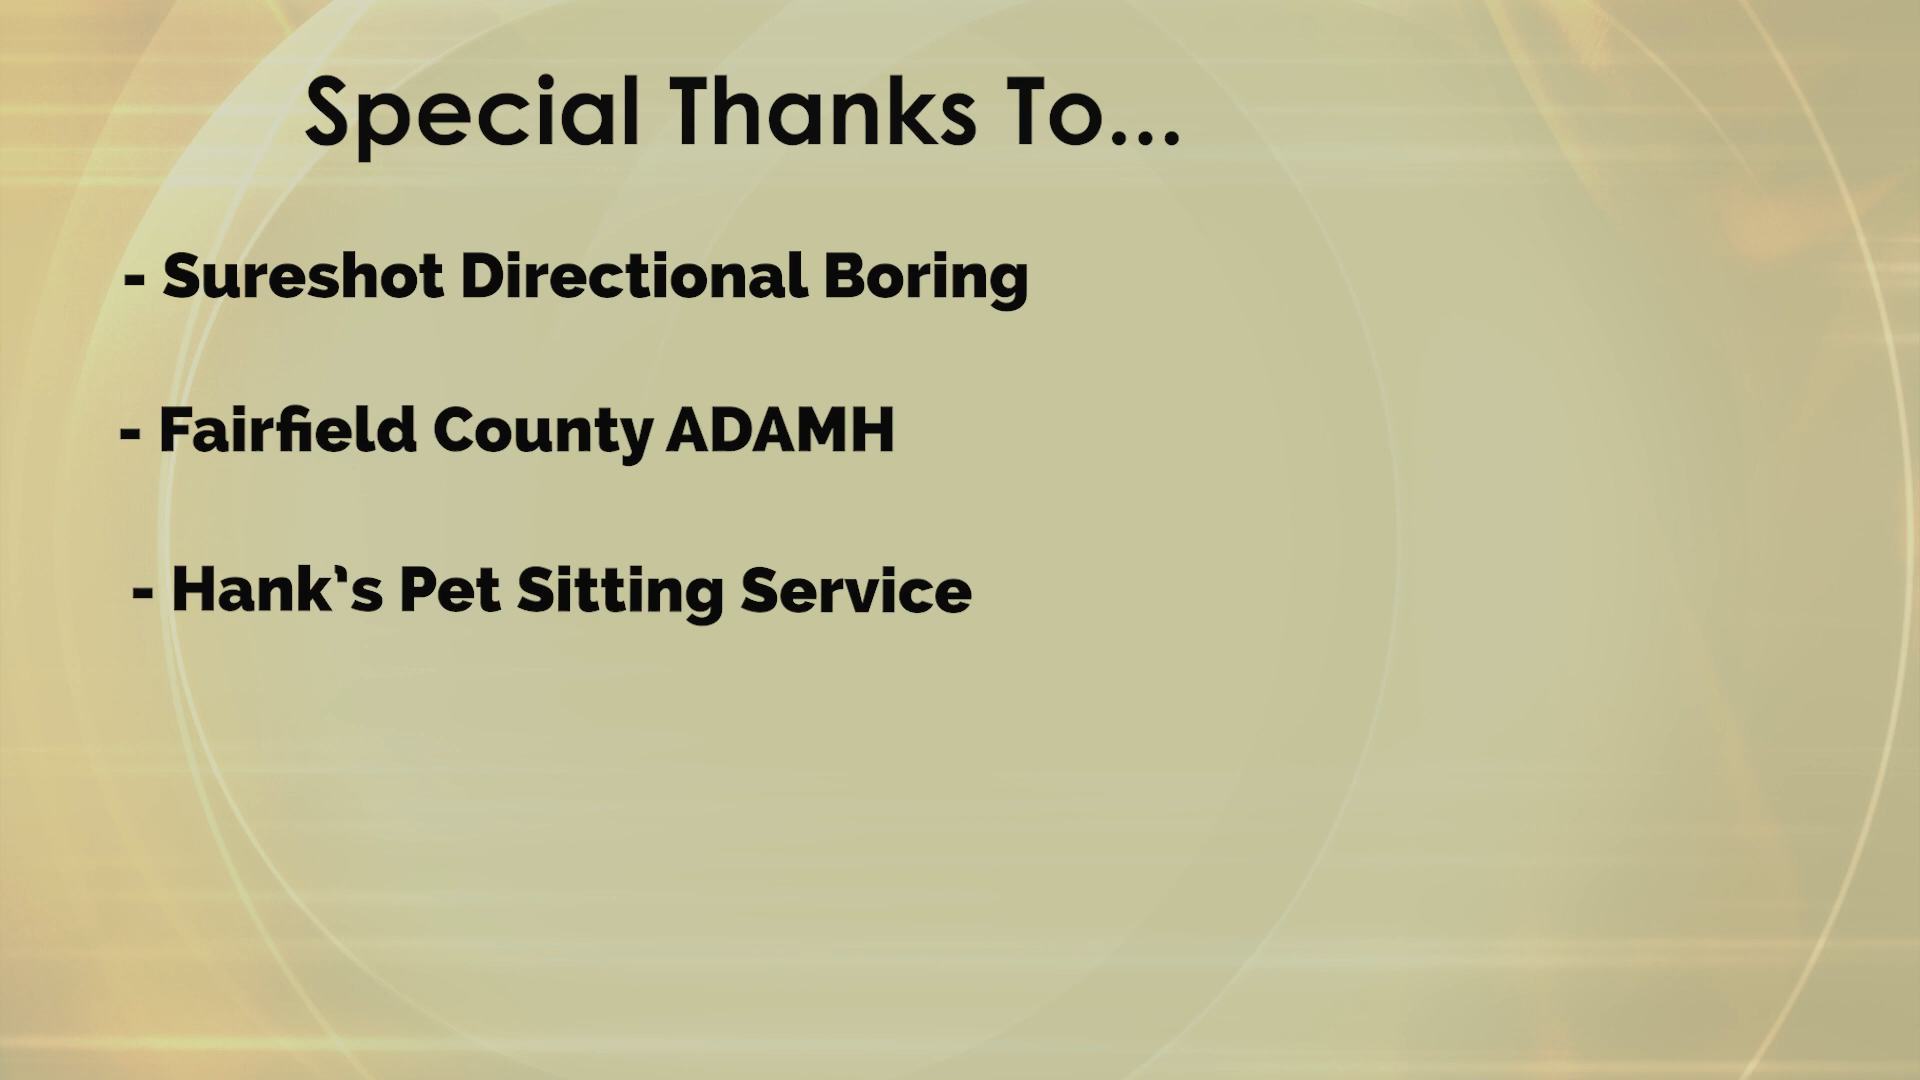 Special Thanks To...
- Sureshot Directional Boring
- Fairfield County ADAMH
- Hank's Pet Sitting Service